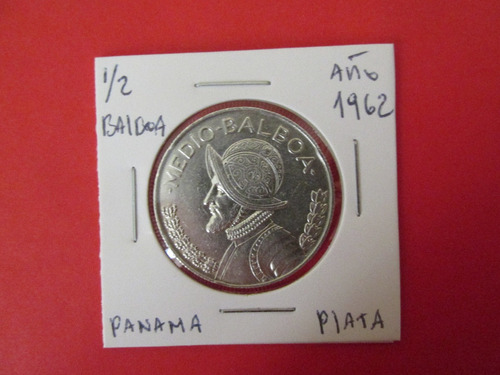 1/2
BALBOA
AÑO
1962
MEDIO·BALBOA
PANAMA
PLATA